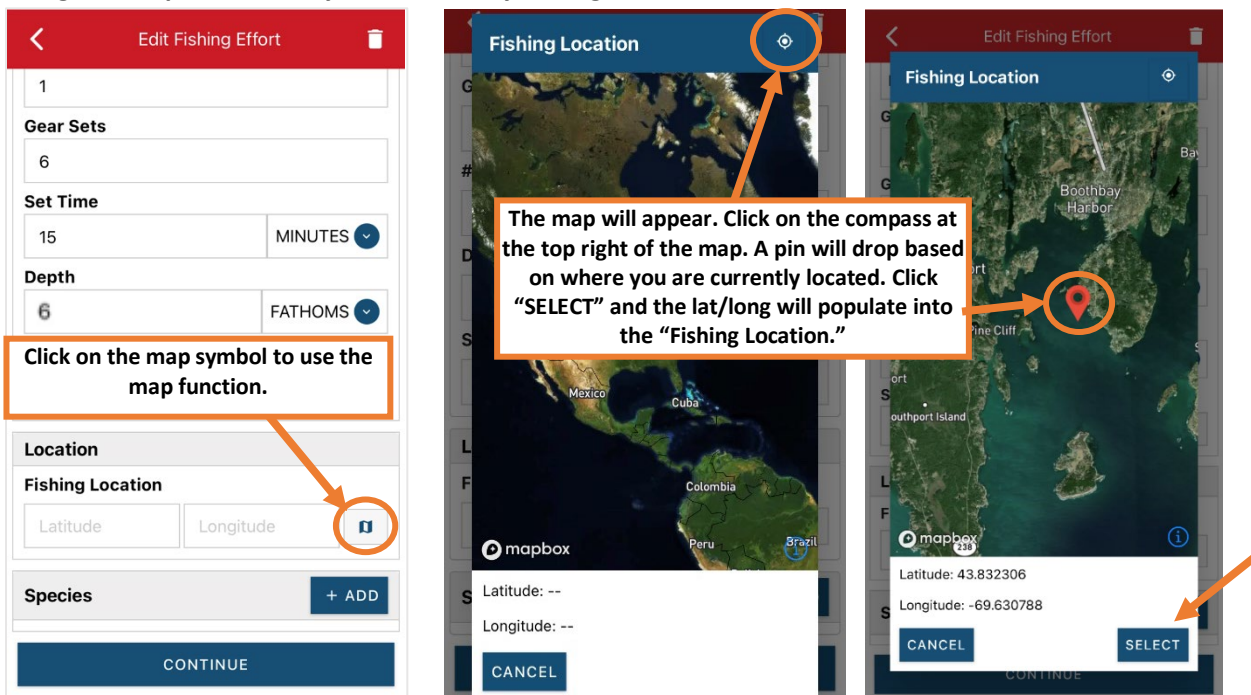 Edit Fishing Effort
1
Gear Sets
6
Set Time
15
MINUTES
Depth
6
FATHOMS
Click on the map symbol to use the
map function.
Location
Fishing Location
Latitude
Longitude
Species
+ ADD
CONTINUE
Fishing Location
The map will appear. Click on the compass at
the top right of the map. A pin will drop based
on where you are currently located. Click
“SELECT” and the lat/long will populate into
the “Fishing Location.”
Mexico
Cuba
Colombia
Peru
Brazil
mapbox
Latitude: --
Longitude: --
CANCEL
Edit Fishing Effort
Fishing Location
Boothbay
Harbor
Pine Cliff
outhport Island
238
mapbox
Latitude: 43.832306
Longitude: -69.630788
CANCEL
SELECT
CONTINUE